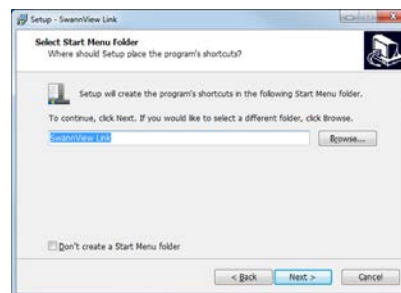 Setup - SwannView Link
Select Start Menu Folder
Where should Setup place the program's shortcuts?
Setup will create the program's shortcuts in the following Start Menu folder.
To continue, click Next. If you would like to select a different folder, click Browse.
SwannView Link
Browse...
Don't create a Start Menu folder
< Back
Next >
Cancel